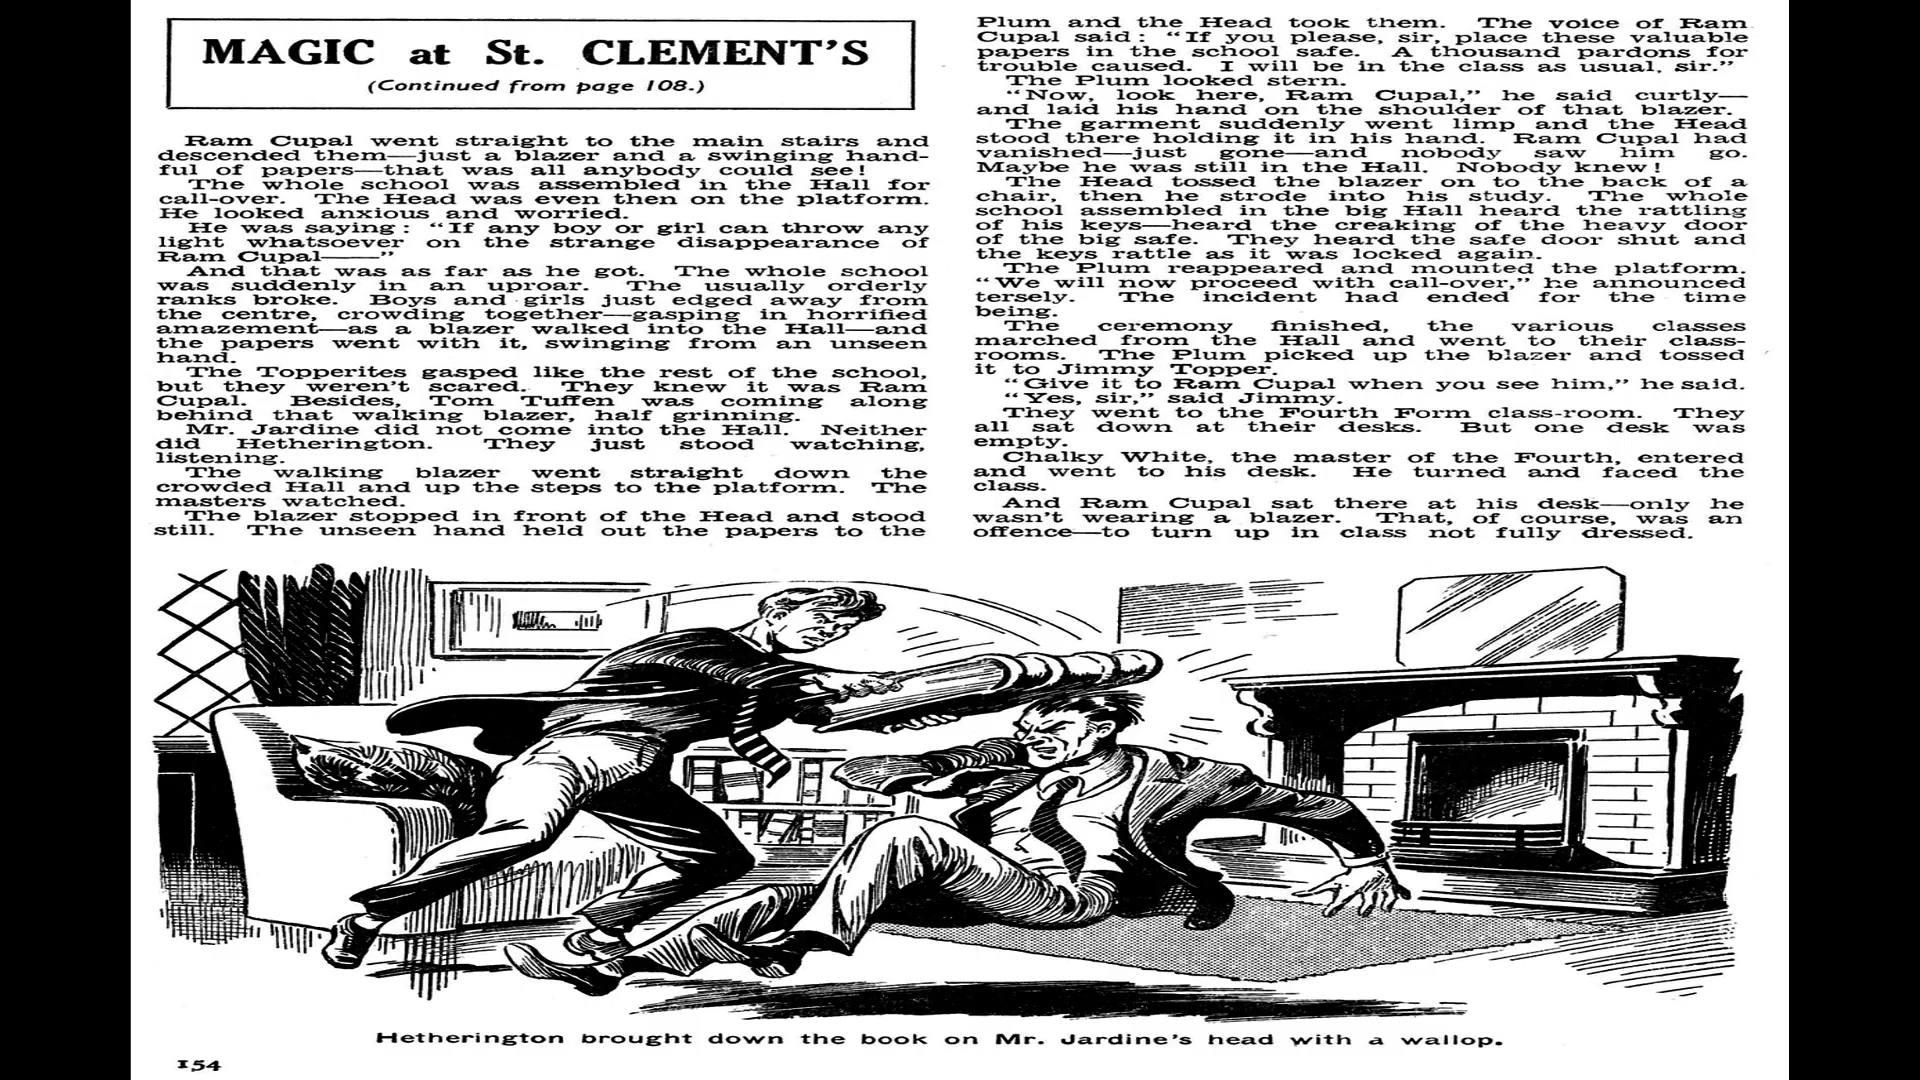 MAGIC at St. CLEMENT'S
(Continued from page 108.)
Ram Cupal went straight to the main stairs and
descended them—just a blazer and a swinging hand-
ful of papers—that was all anybody could see!
The whole school was assembled in the Hall for
call-over. The Head was even then on the platform.
He looked anxious and worried.
He was saying: "If any boy or girl can throw any
light whatsoever on the strange disappearance of
Ram Cupal——"
And that was as far as he got. The whole school
was suddenly in an uproar. The usually orderly
ranks broke. Boys and girls just edged away from
the centre, crowding together—gasping in horrified
amazement—as a blazer walked into the Hall—and
the papers went with it, swinging from an unseen
hand.
The Topperites gasped like the rest of the school,
but they weren't scared. They knew it was Ram
Cupal. Besides, Tom Tuffen was coming along
behind that walking blazer, half grinning.
Mr. Jardine did not come into the Hall. Neither
did Hetherington. They just stood watching,
listening.
The walking blazer went straight down the
crowded Hall and up the steps to the platform. The
masters watched.
The blazer stopped in front of the Head and stood
still. The unseen hand held out the papers to the
Plum and the Head took them. The voice of Ram
Cupal said: "If you please, sir, place these valuable
papers in the school safe. A thousand pardons for
trouble caused. I will be in the class as usual, sir."
The Plum looked stern.
"Now, look here, Ram Cupal," he said curtly—
and laid his hand on the shoulder of that blazer.
The garment suddenly went limp and the Head
stood there holding it in his hand. Ram Cupal had
vanished—just gone—and nobody saw him go.
Maybe he was still in the Hall. Nobody knew!
The Head tossed the blazer on to the back of a
chair, then he strode into his study. The whole
school assembled in the big Hall heard the rattling
of his keys—heard the creaking of the heavy door
of the big safe. They heard the safe door shut and
the keys rattle as it was locked again.
The Plum reappeared and mounted the platform.
"We will now proceed with call-over," he announced
tersely. The incident had ended for the time
being.
The ceremony finished, the various classes
marched from the Hall and went to their class-
rooms. The Plum picked up the blazer and tossed
it to Jimmy Topper.
"Give it to Ram Cupal when you see him," he said.
"Yes, sir," said Jimmy.
They went to the Fourth Form class-room. They
all sat down at their desks. But one desk was
empty.
Chalky White, the master of the Fourth, entered
and went to his desk. He turned and faced the
class.
And Ram Cupal sat there at his desk—only he
wasn't wearing a blazer. That, of course, was an
offence—to turn up in class not fully dressed.
Hetherington brought down the book on Mr. Jardine's head with a wallop.
154